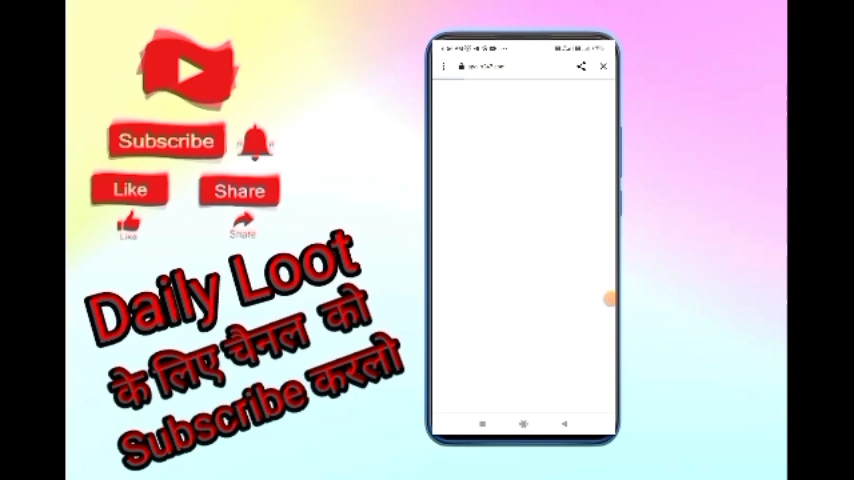 Subscribe
Like
Share
Like
Share
Daily Loot
के लिए चैनल को
Subscribe करलो